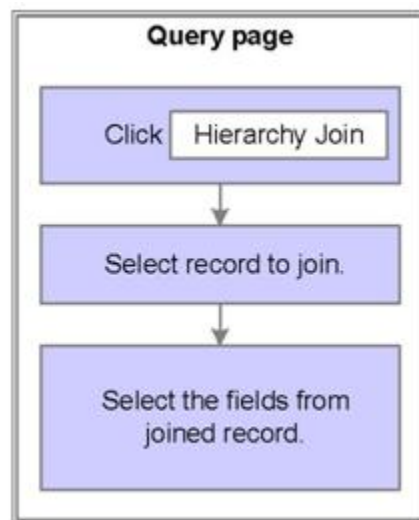 Query page
Click Hierarchy Join
Select record to join.
Select the fields from
joined record.